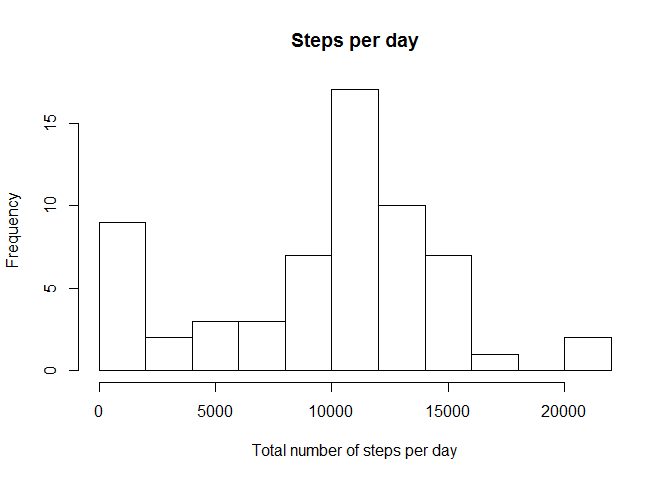 Steps per day
Frequency
15
10
5
0
0 5000 10000 15000 20000
Total number of steps per day